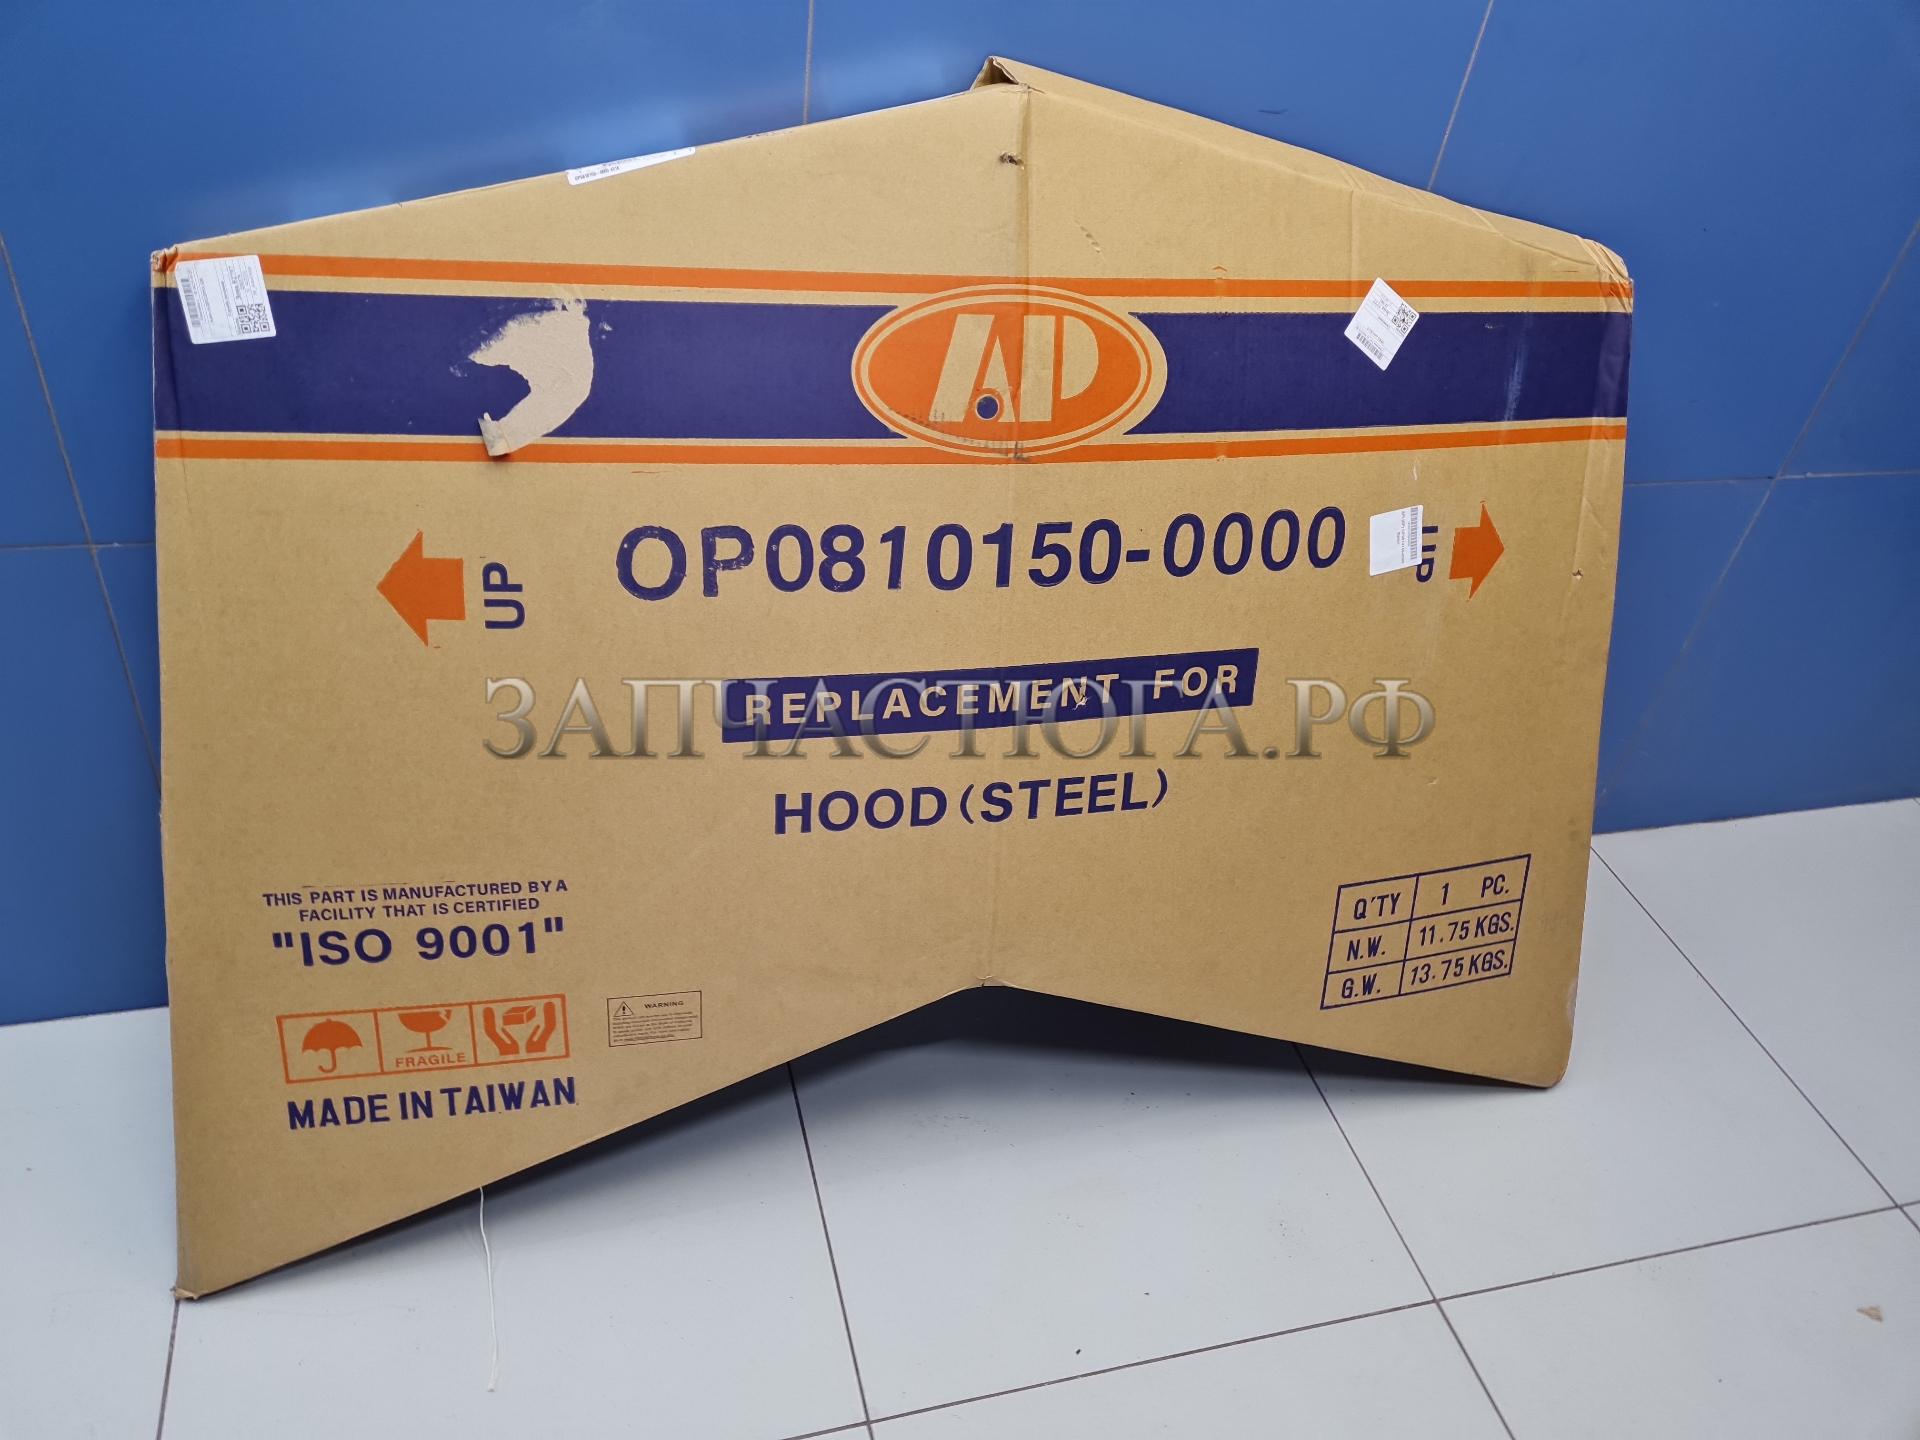 AP
OP0810150-0000
UP
UP
REPLACEMENT FOR
ЗАПЧАСТЮГА.РФ
HOOD (STEEL)
THIS PART IS MANUFACTURED BY A
FACILITY THAT IS CERTIFIED
"ISO 9001"
Q'TY 1 PC.
N.W. 11.75 KGS.
G.W. 13.75 KGS.
WARNING
FRAGILE
MADE IN TAIWAN